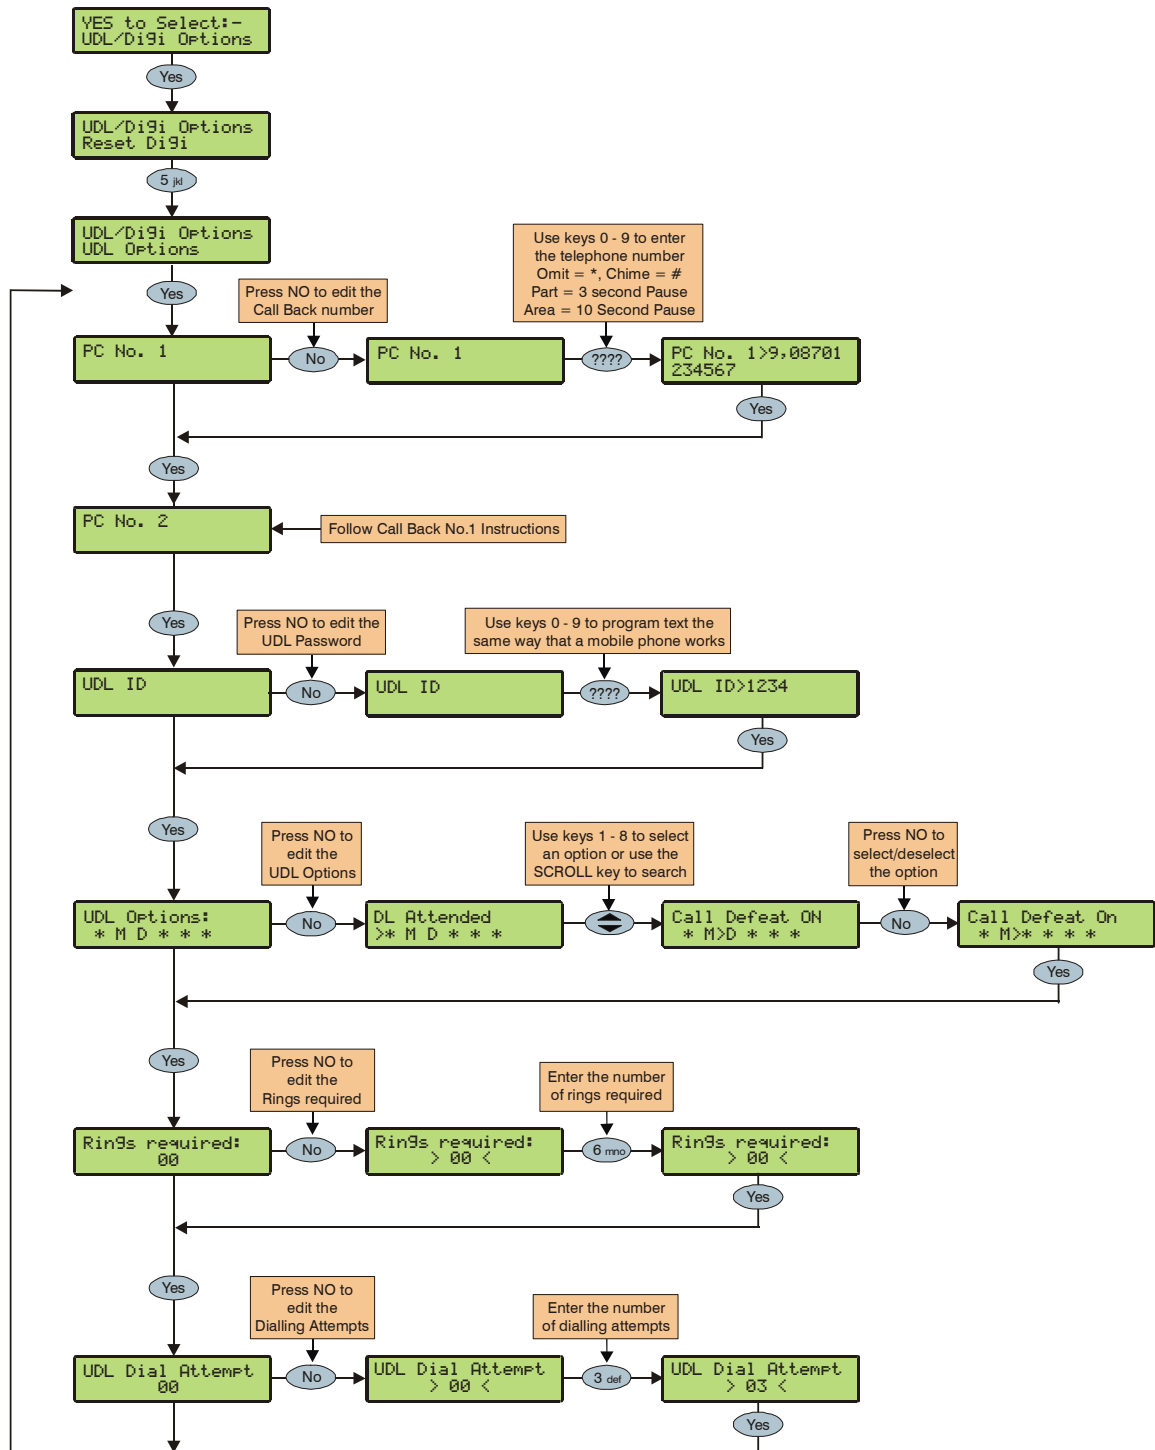 YES to Select:-
UDL/Digi Options
Yes
UDL/Digi Options
Reset Digi
5 jkl
UDL/Digi Options
UDL Options
Yes
Press NO to edit the
Call Back number
Use keys 0 - 9 to enter
the telephone number
Omit = *, Chime = #
Part = 3 second Pause
Area = 10 Second Pause
PC No. 1
No
PC No. 1
????
PC No. 1>9,08701
234567
Yes
Yes
PC No. 2
Follow Call Back No.1 Instructions
Yes
Press NO to edit the
UDL Password
Use keys 0 - 9 to program text the
same way that a mobile phone works
UDL ID
No
UDL ID
????
UDL ID>1234
Yes
Yes
Press NO to
edit the
UDL Options
Use keys 1 - 8 to select
an option or use the
SCROLL key to search
Press NO to
select/deselect
the option
UDL Options:
* M D * * *
No
DL Attended
>* M D * * *
Call Defeat ON
* M>D * * *
No
Call Defeat On
* M>* * * *
Yes
Yes
Press NO to
edit the
Rings required
Enter the number
of rings required
Rings required:
00
No
Rings required:
> 00 <
6 mno
Rings required:
> 00 <
Yes
Yes
Press NO to
edit the
Dialling Attempts
Enter the number
of dialling attempts
UDL Dial Attempt
00
No
UDL Dial Attempt
> 00 <
3 def
UDL Dial Attempt
> 03 <
Yes